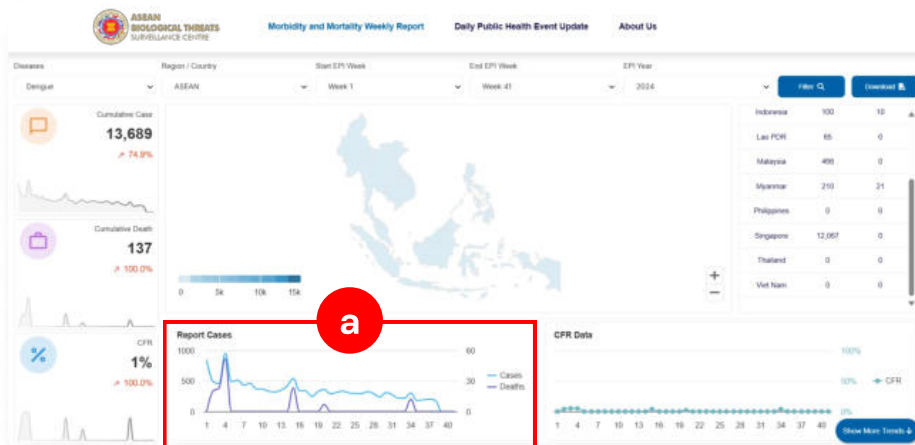 ASEAN
BIOLOGICAL THREATS
SURVEILLANCE CENTRE
Morbidity and Mortality Weekly Report Daily Public Health Event Update About Us
Diseases Region / Country Start EPI Week End EPI Week EPI Year
Dengue ASEAN Week 1 Week 41 2024 Filter Download
Cumulative Case
13,689
74.9%
Cumulative Death
137
100.0%
CFR
1%
100.0%
0 5k 10k 15k
+
−
Indonesia 100 10
Lao PDR 65 0
Malaysia 0
Myanmar 210 21
Philippines 0 0
Singapore 12,067 0
Thailand 0 0
Viet Nam 0 0
a
Report Cases
1000 60
500 30
0 0
Cases
Deaths
1 4 7 10 13 16 19 22 25 28 31 34 37 40
CFR Data
100%
50%
0%
CFR
1 4 7 10 13 16 19 22 25 28 31 34 37 40
Show More Trends